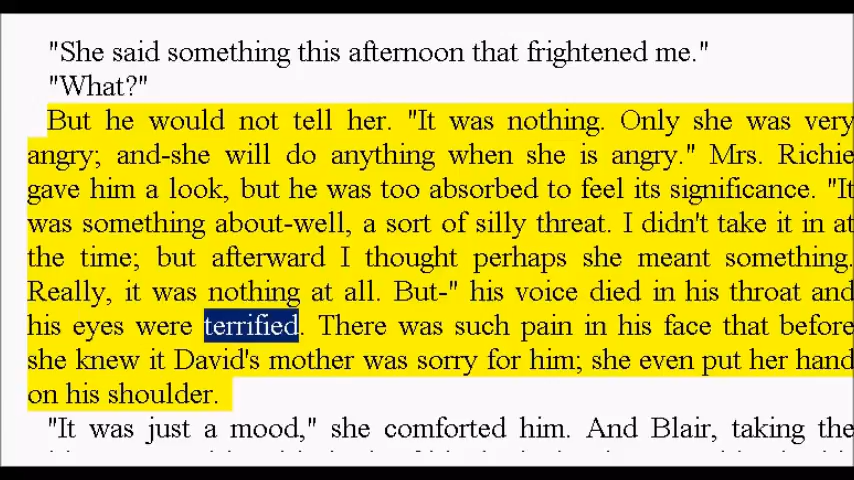 "She said something this afternoon that frightened me."
"What?"
But he would not tell her. "It was nothing. Only she was very
angry; and-she will do anything when she is angry." Mrs. Richie
gave him a look, but he was too absorbed to feel its significance. "It
was something about-well, a sort of silly threat. I didn't take it in at
the time; but afterward I thought perhaps she meant something.
Really, it was nothing at all. But-" his voice died in his throat and
his eyes were terrified. There was such pain in his face that before
she knew it David's mother was sorry for him; she even put her hand
on his shoulder.
"It was just a mood," she comforted him. And Blair, taking the